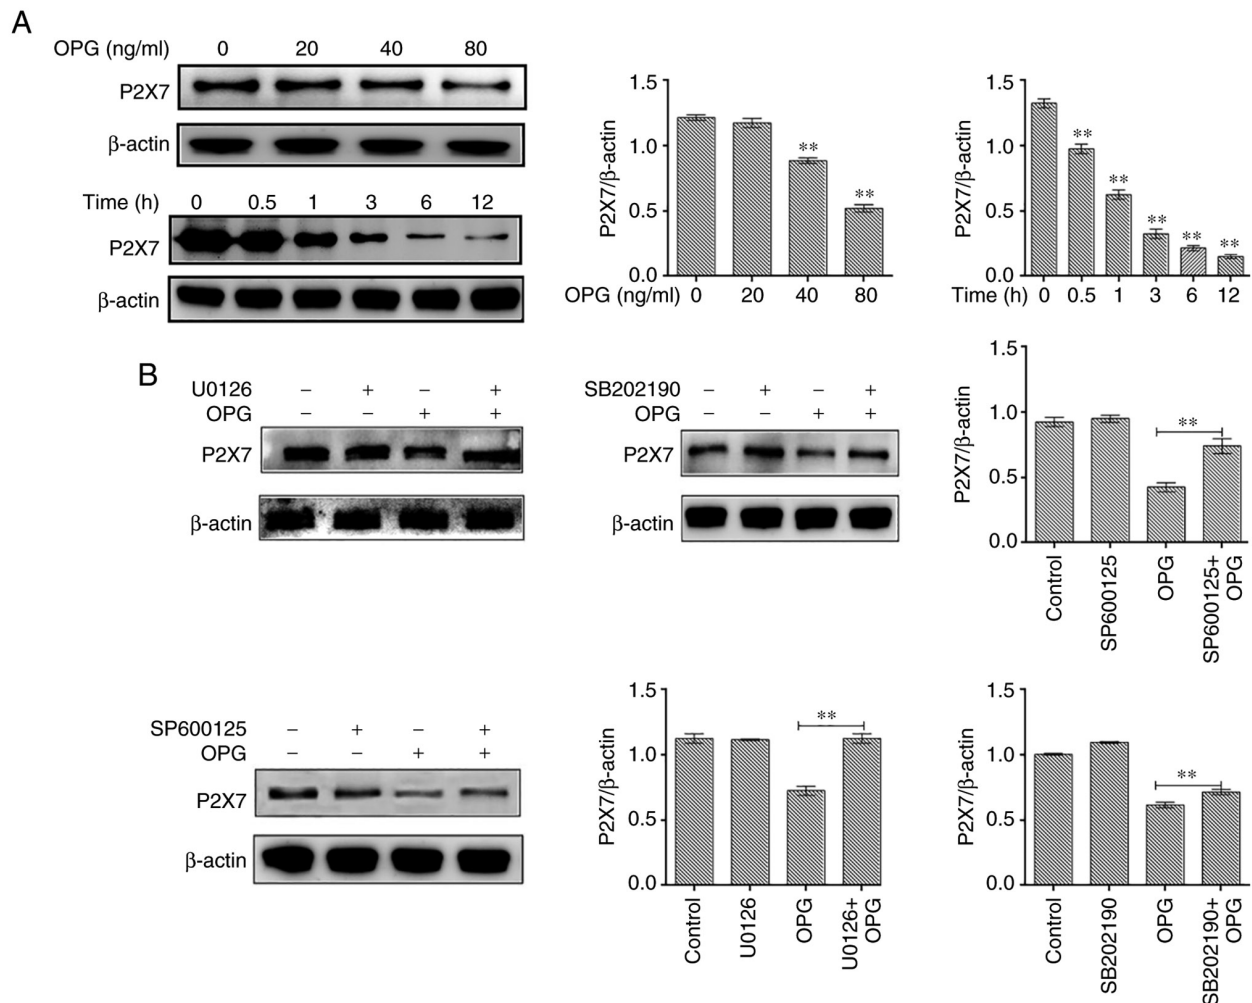 A
OPG (ng/ml) 0 20 40 80
P2X7
β-actin
Time (h) 0 0.5 1 3 6 12
P2X7
β-actin
P2X7/β-actin
1.5
1.0
0.5
0.0
** **
OPG (ng/ml) 0 20 40 80
P2X7/β-actin
1.5
1.0
0.5
0.0
** ** ** ** **
Time (h) 0 0.5 1 3 6 12
B
U0126 – + – +
OPG – – + +
P2X7
β-actin
SB202190 – + – +
OPG – – + +
P2X7
β-actin
P2X7/β-actin
1.5
1.0
0.5
0.0
**
Control
SP600125
OPG
SP600125+
OPG
SP600125 – + – +
OPG – – + +
P2X7
β-actin
P2X7/β-actin
1.5
1.0
0.5
0.0
**
Control
U0126
OPG
U0126+
OPG
P2X7/β-actin
1.5
1.0
0.5
0.0
**
Control
SB202190
OPG
SB202190+
OPG